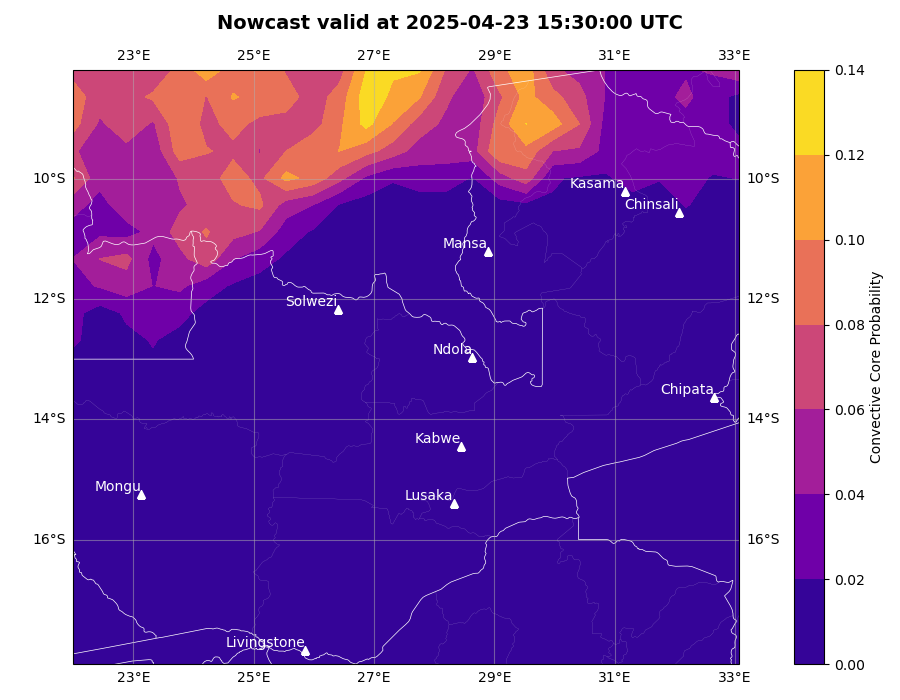 Nowcast valid at 2025-04-23 15:30:00 UTC
23°E 25°E 27°E 29°E 31°E 33°E
0.14
0.12
10°S Kasama 10°S
Chinsali
0.10
Mansa
12°S Solwezi 12°S
0.08
Ndola
Chipata
0.06
14°S 14°S
Kabwe
Mongu
Lusaka
0.04
16°S 16°S
0.02
Livingstone
0.00
23°E 25°E 27°E 29°E 31°E 33°E
Convective Core Probability